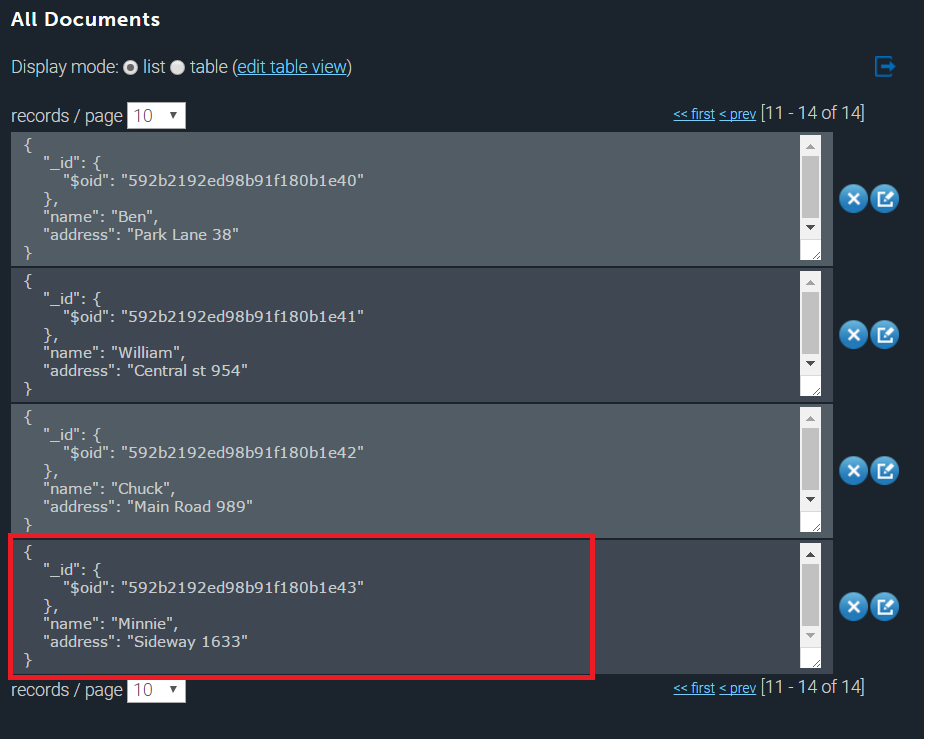 All Documents
Display mode: list table (edit table view)
records / page 10 << first < prev [11 - 14 of 14]
{
"_id": {
"$oid": "592b2192ed98b91f180b1e40"
},
"name": "Ben",
"address": "Park Lane 38"
}
{
"_id": {
"$oid": "592b2192ed98b91f180b1e41"
},
"name": "William",
"address": "Central st 954"
}
{
"_id": {
"$oid": "592b2192ed98b91f180b1e42"
},
"name": "Chuck",
"address": "Main Road 989"
}
{
"_id": {
"$oid": "592b2192ed98b91f180b1e43"
},
"name": "Minnie",
"address": "Sideway 1633"
}
records / page 10 << first < prev [11 - 14 of 14]